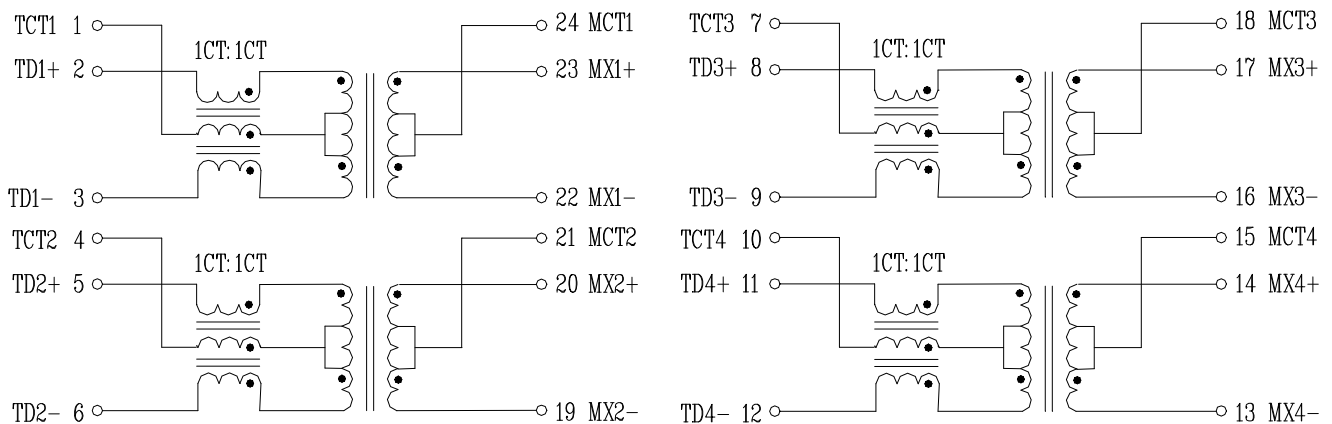 TCT1 1
1CT:1CT
TD1+ 2
TD1- 3
24 MCT1
23 MX1+
22 MX1-
TCT2 4
1CT:1CT
TD2+ 5
TD2- 6
21 MCT2
20 MX2+
19 MX2-
TCT3 7
1CT:1CT
TD3+ 8
TD3- 9
18 MCT3
17 MX3+
16 MX3-
TCT4 10
1CT:1CT
TD4+ 11
TD4- 12
15 MCT4
14 MX4+
13 MX4-